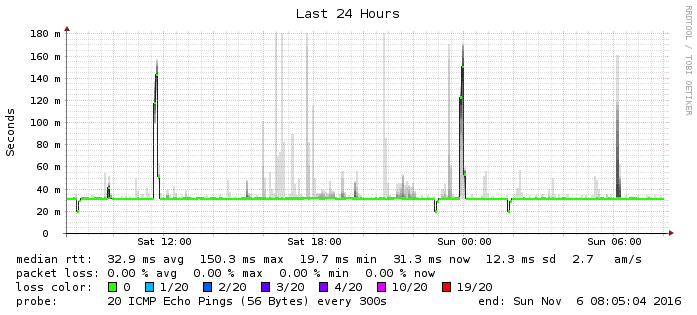 Last 24 Hours
RRDTOOL / TOBI OETIKER
Seconds
180 m
160 m
140 m
120 m
100 m
80 m
60 m
40 m
20 m
0
Sat 12:00 Sat 18:00 Sun 00:00 Sun 06:00
median rtt: 32.9 ms avg 150.3 ms max 19.7 ms min 31.3 ms now 12.3 ms sd 2.7 am/s
packet loss: 0.00 % avg 0.00 % max 0.00 % min 0.00 % now
loss color: 0 1/20 2/20 3/20 4/20 10/20 19/20
probe: 20 ICMP Echo Pings (56 Bytes) every 300s end: Sun Nov 6 08:05:04 2016